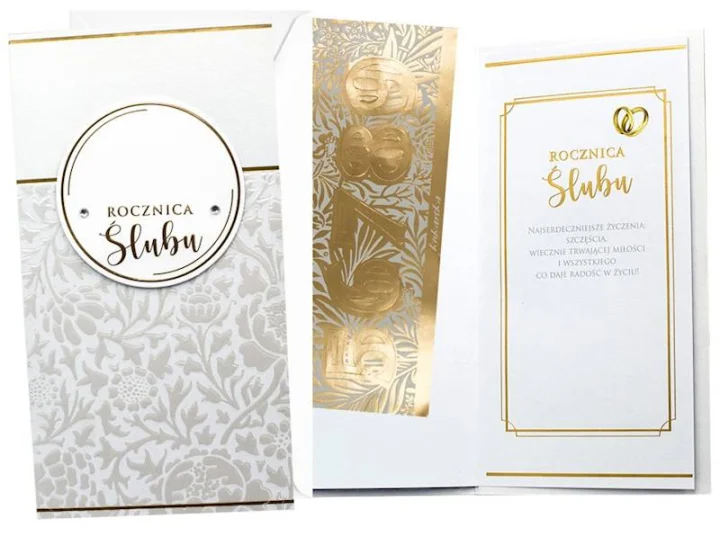 ROCZNICA
Ślubu
ROCZNICA
Ślubu
NAJSERDECZNIEJSZE ŻYCZENIA:
SZCZĘŚCIA,
WIECZNIE TRWAJĄCEJ MIŁOŚCI
I WSZYSTKIEGO
CO DAJE RADOŚĆ W ŻYCIU!